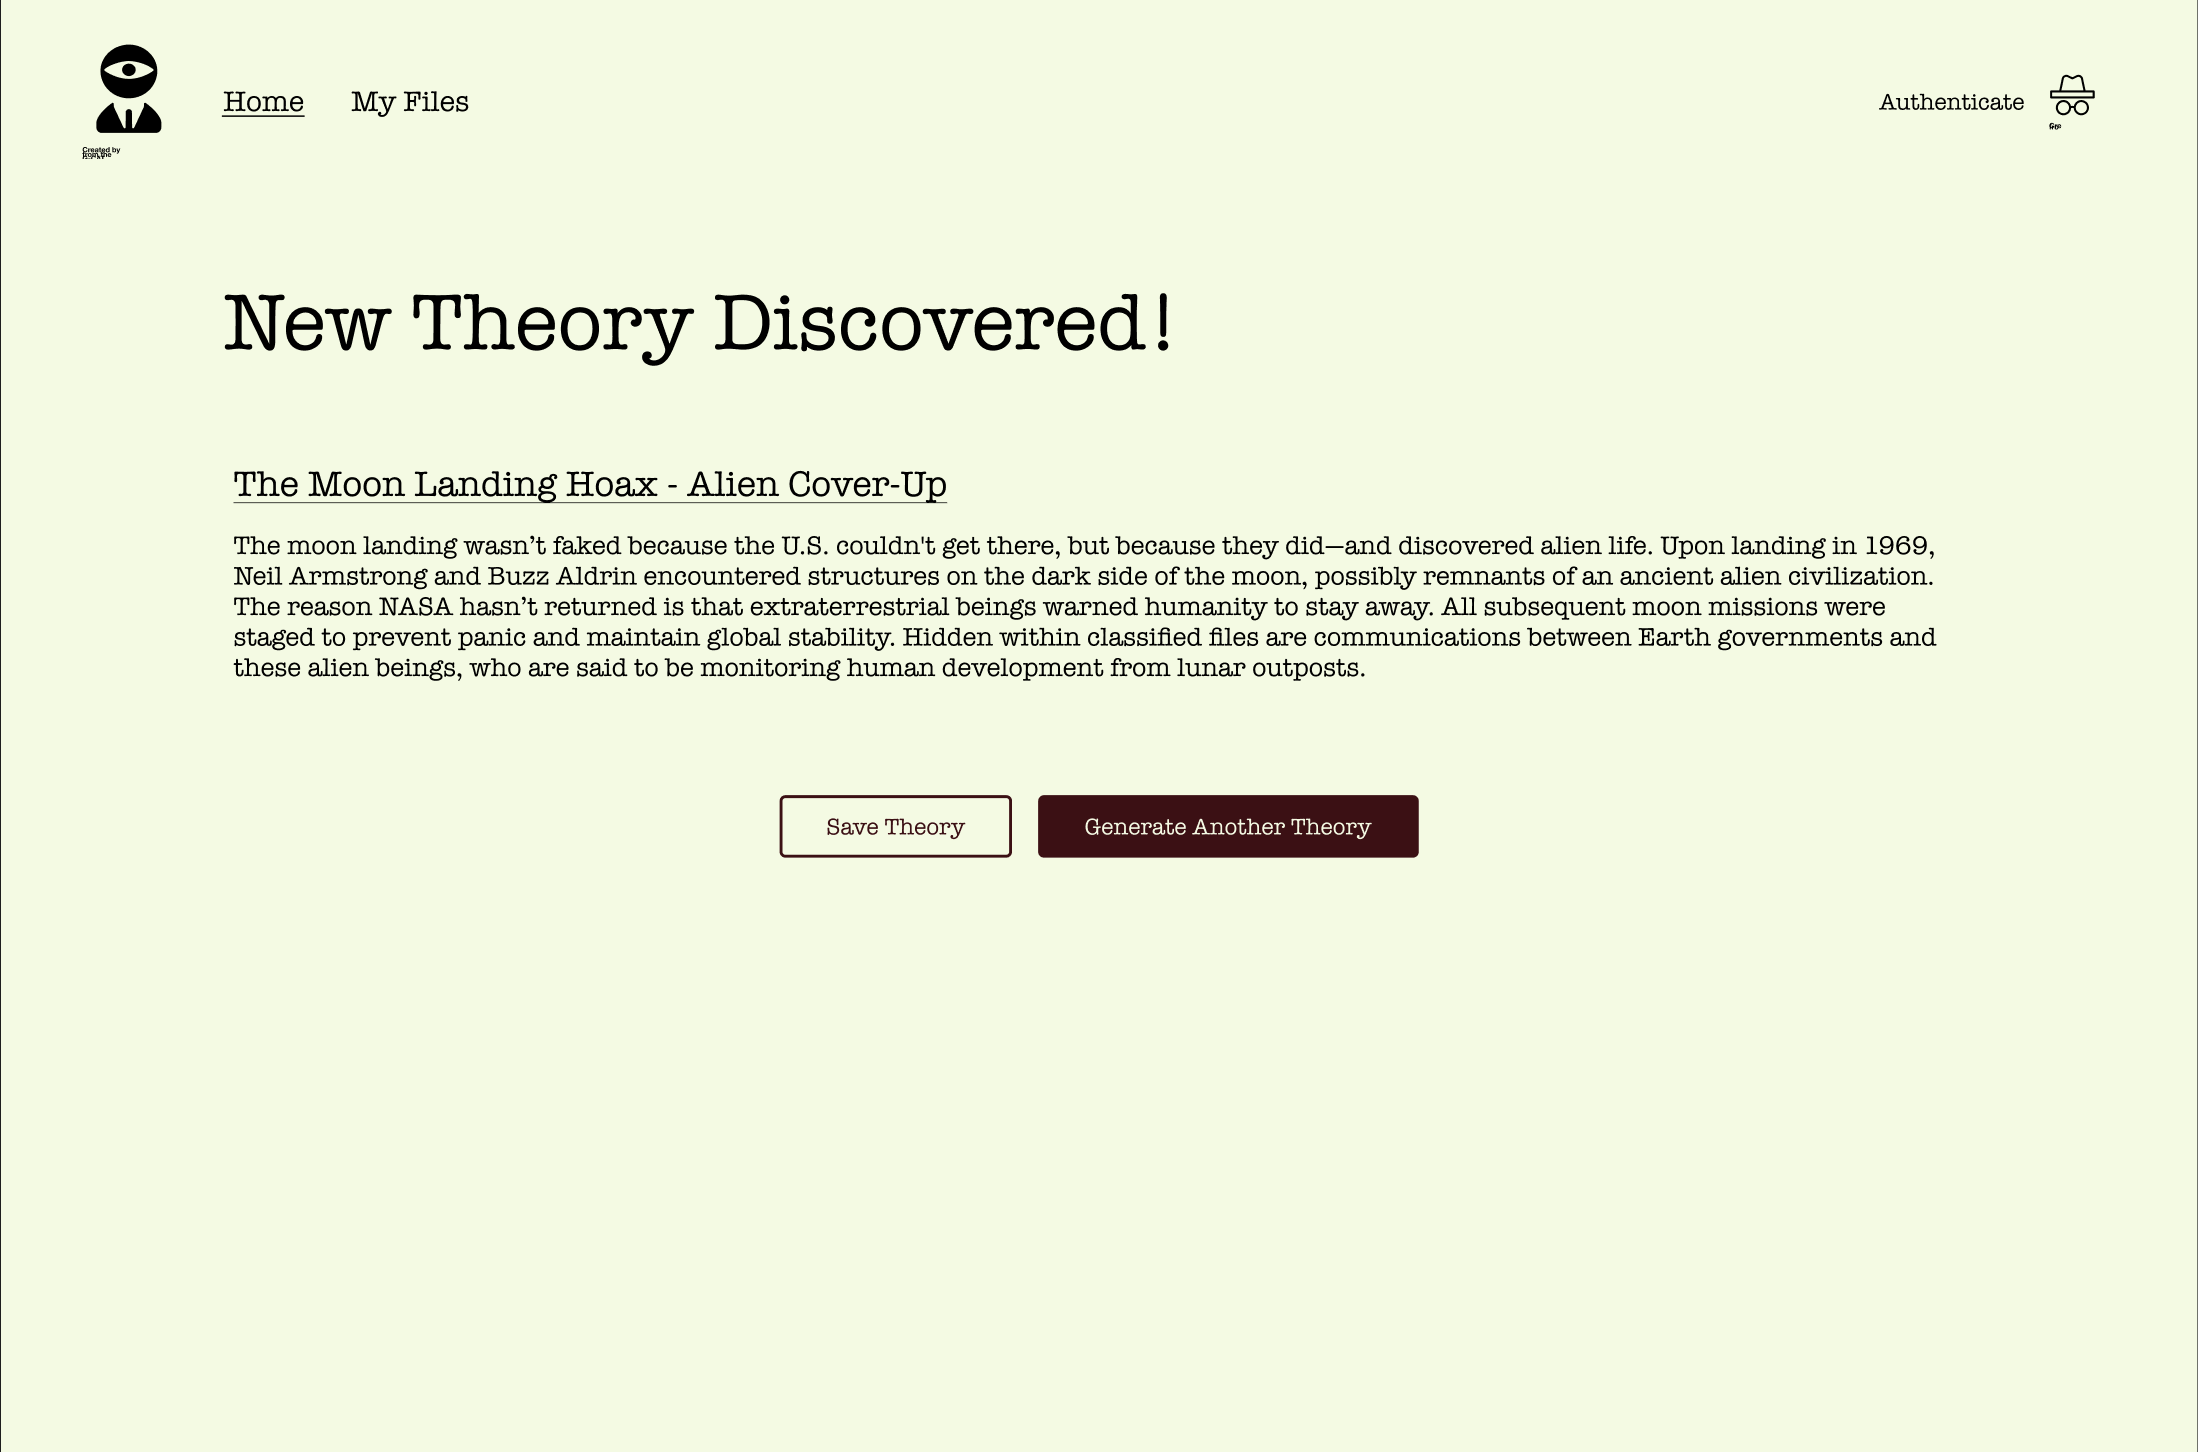 Home
My Files
Authenticate
Created by
from the
New Theory Discovered!
The Moon Landing Hoax - Alien Cover-Up
The moon landing wasn’t faked because the U.S. couldn't get there, but because they did—and discovered alien life. Upon landing in 1969,
Neil Armstrong and Buzz Aldrin encountered structures on the dark side of the moon, possibly remnants of an ancient alien civilization.
The reason NASA hasn’t returned is that extraterrestrial beings warned humanity to stay away. All subsequent moon missions were
staged to prevent panic and maintain global stability. Hidden within classified files are communications between Earth governments and
these alien beings, who are said to be monitoring human development from lunar outposts.
Save Theory
Generate Another Theory